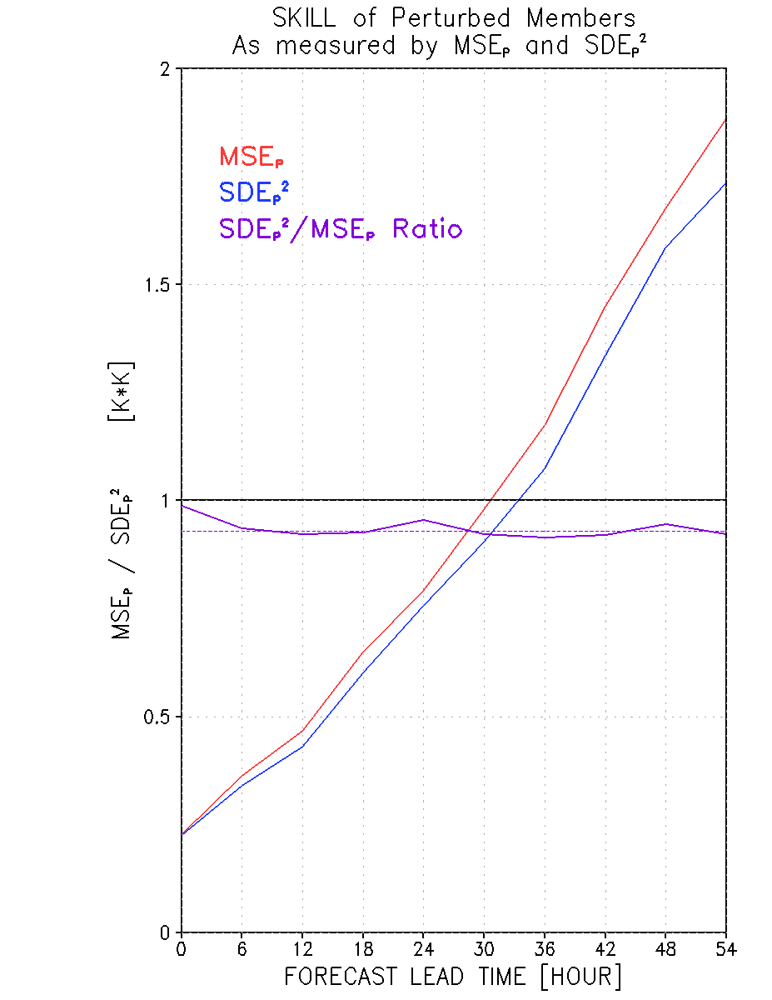 SKILL of Perturbed Members
As measured by MSEₚ and SDEₚ²
2
MSEₚ
SDEₚ²
SDEₚ²/MSEₚ Ratio
1.5
MSEₚ / SDEₚ² [K*K]
1
0.5
0
0 6 12 18 24 30 36 42 48 54
FORECAST LEAD TIME [HOUR]